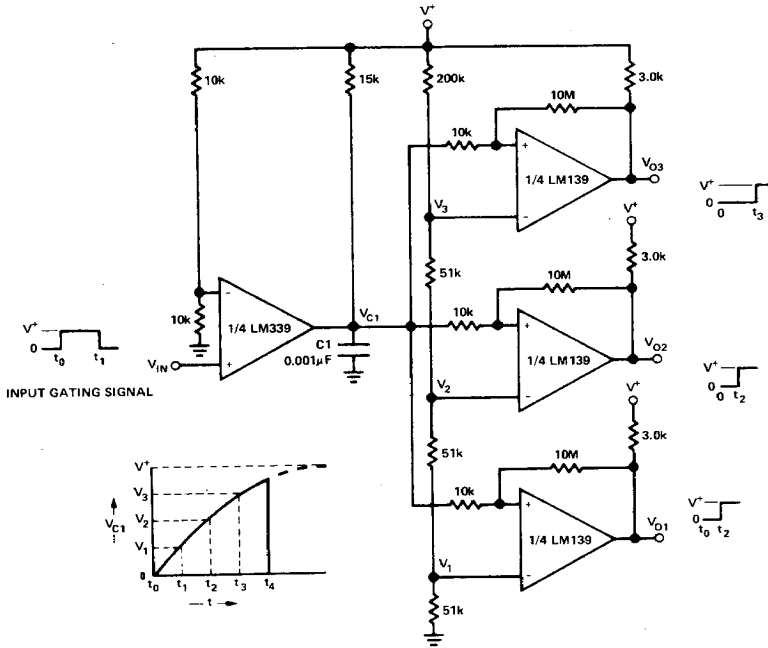 V+
10k
15k
200k
3.0k
10M
10k
+
1/4 LM139
VO3
V+
0
0 t3
V3
−
V+
51k
3.0k
10M
−
10k
1/4 LM339
VC1
10k
+
1/4 LM139
VO2
V+
0
0 t2
V+
0
t0 t1
C1
0.001μF
VIN
+
V2
−
INPUT GATING SIGNAL
V+
51k
3.0k
10M
10k
+
1/4 LM139
VO1
V+
0
t0 t2
V1
−
51k
V+
V3
VC1
V2
V1
0
t0 t1 t2 t3 t4
t